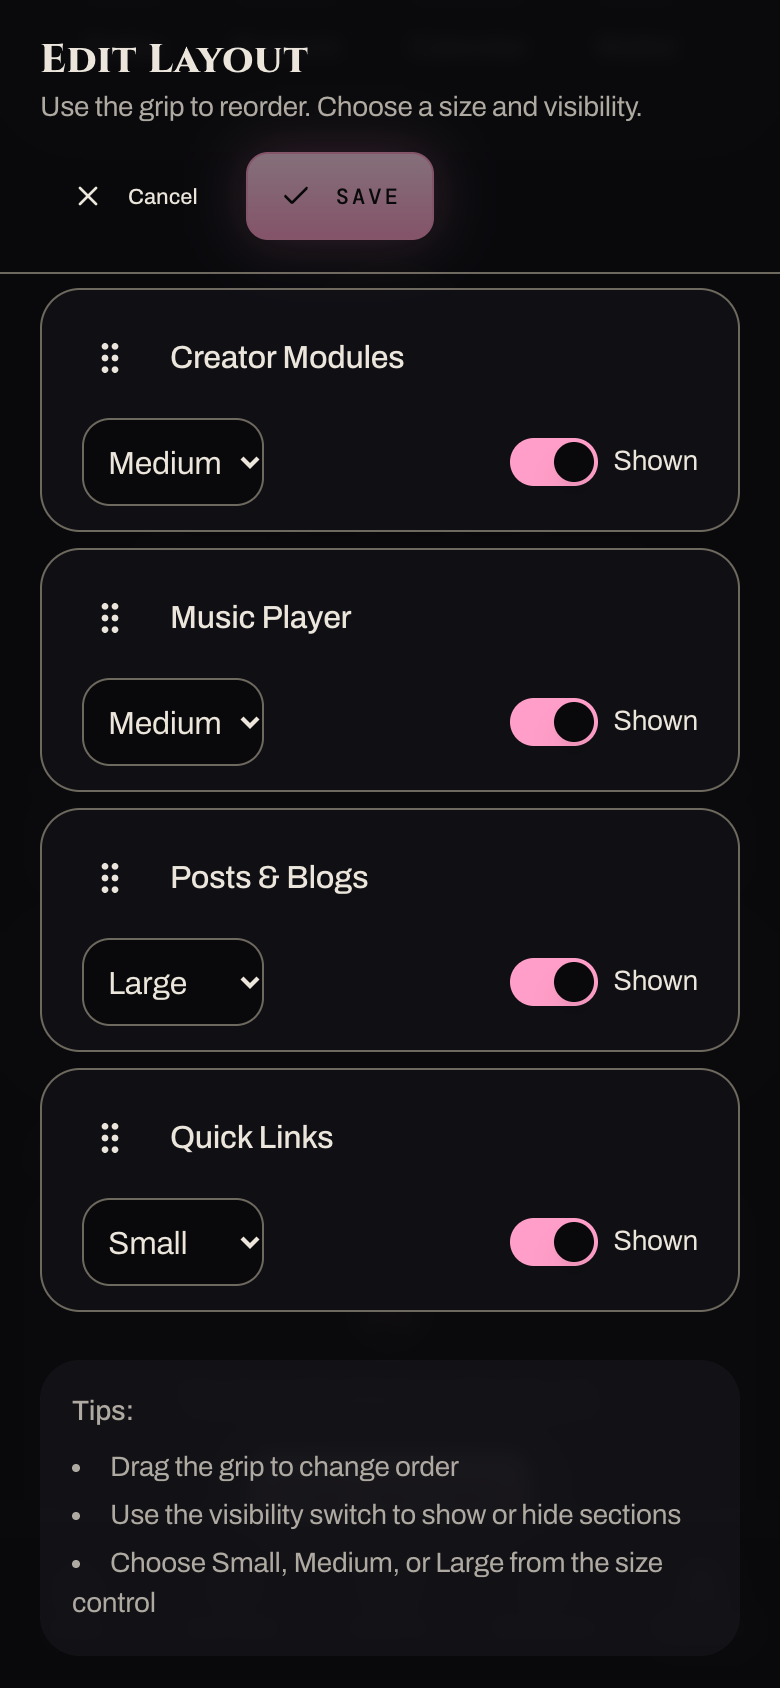 Edit Layout
Use the grip to reorder. Choose a size and visibility.
Cancel
SAVE
Creator Modules
Medium
Shown
Music Player
Medium
Shown
Posts & Blogs
Large
Shown
Quick Links
Small
Shown
Tips:
• Drag the grip to change order
• Use the visibility switch to show or hide sections
• Choose Small, Medium, or Large from the size
control